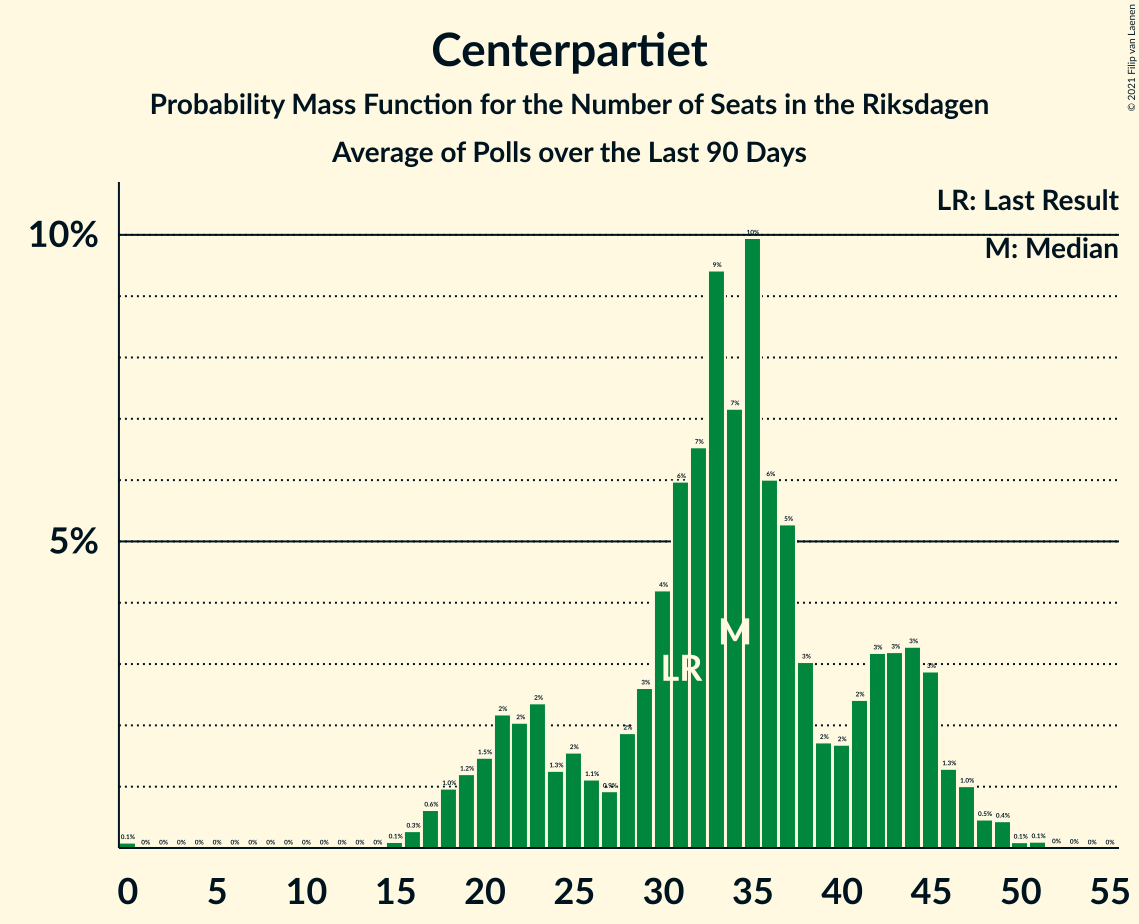 Centerpartiet
Probability Mass Function for the Number of Seats in the Riksdagen
Average of Polls over the Last 90 Days
© 2021 Filip van Laenen
LR: Last Result
M: Median
10%
5%
0.1% 0% 0% 0% 0% 0% 0% 0% 0% 0% 0% 0% 0% 0% 0% 0.1% 0.3% 0.6% 1.0% 1.2% 1.5% 2% 2% 2% 1.3% 2% 1.1% 0.9% 2% 3% 4% 6% 7% 9% 7% 10% 6% 5% 3% 2% 2% 2% 3% 3% 3% 3% 1.3% 1.0% 0.5% 0.4% 0.1% 0.1% 0% 0% 0% 0%
LR
M
0 5 10 15 20 25 30 35 40 45 50 55